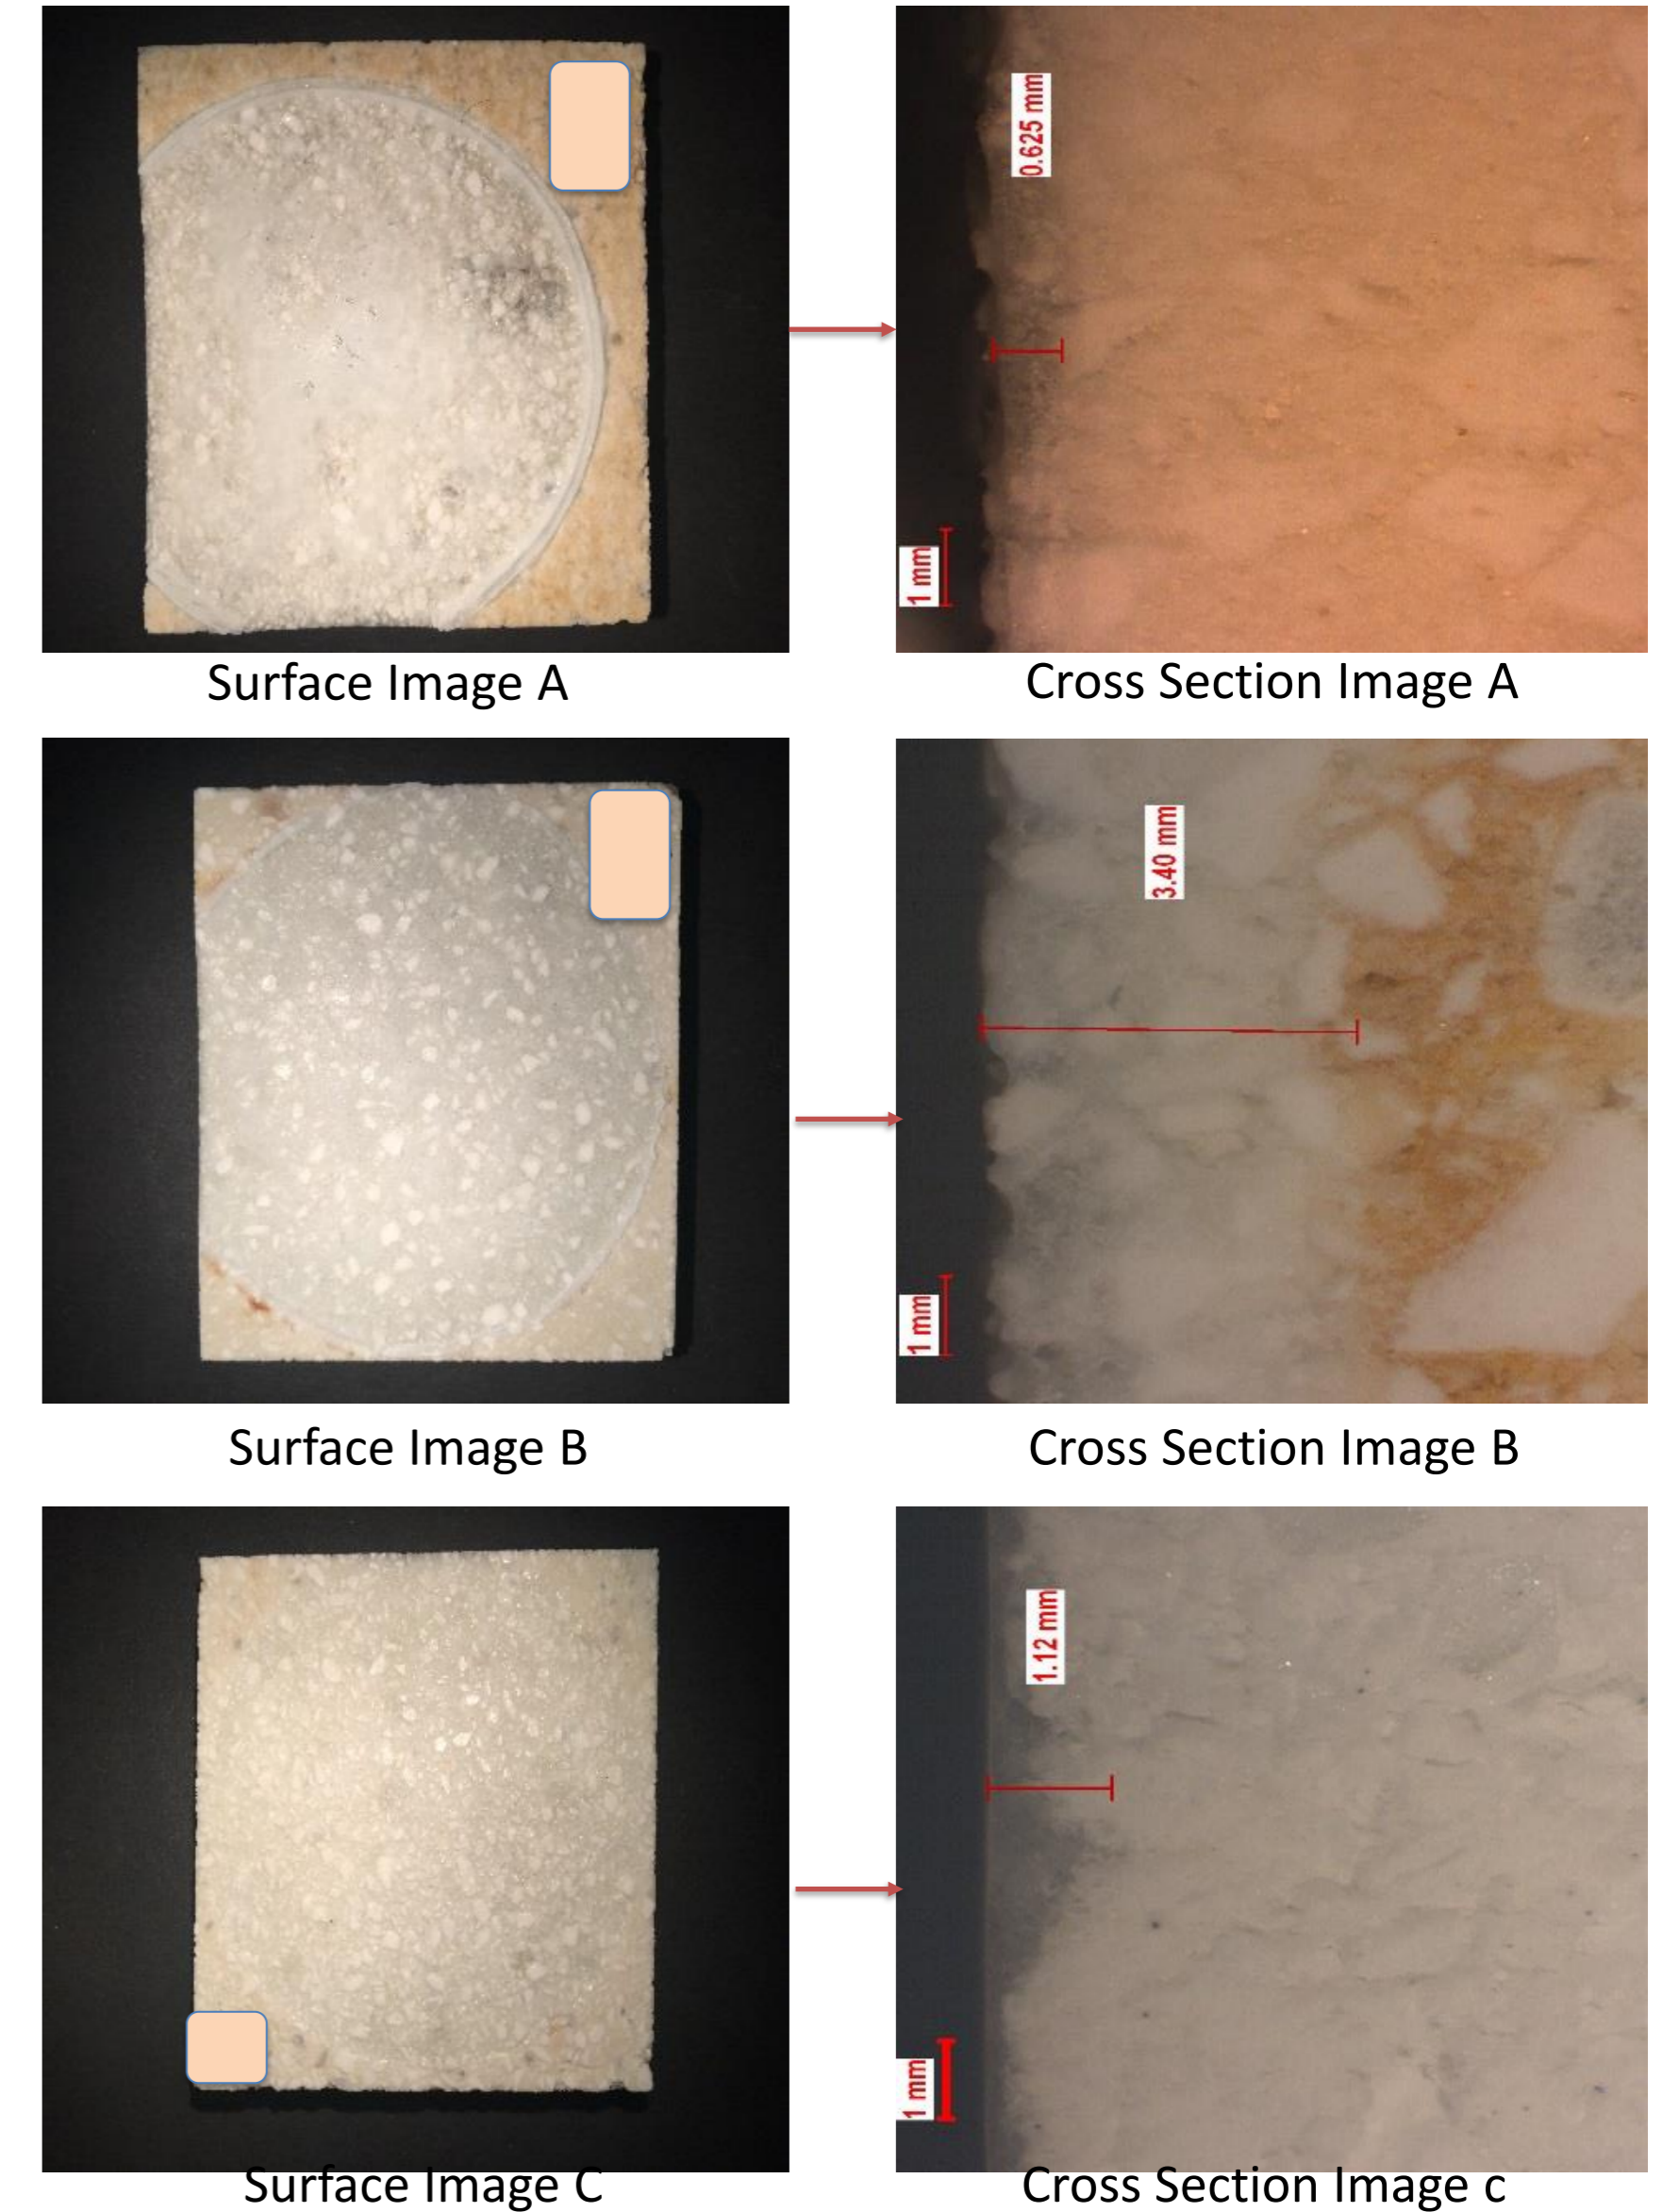 0.625 mm
1 mm
Surface Image A
Cross Section Image A
3.40 mm
1 mm
Surface Image B
Cross Section Image B
1.12 mm
1 mm
Surface Image C
Cross Section Image c